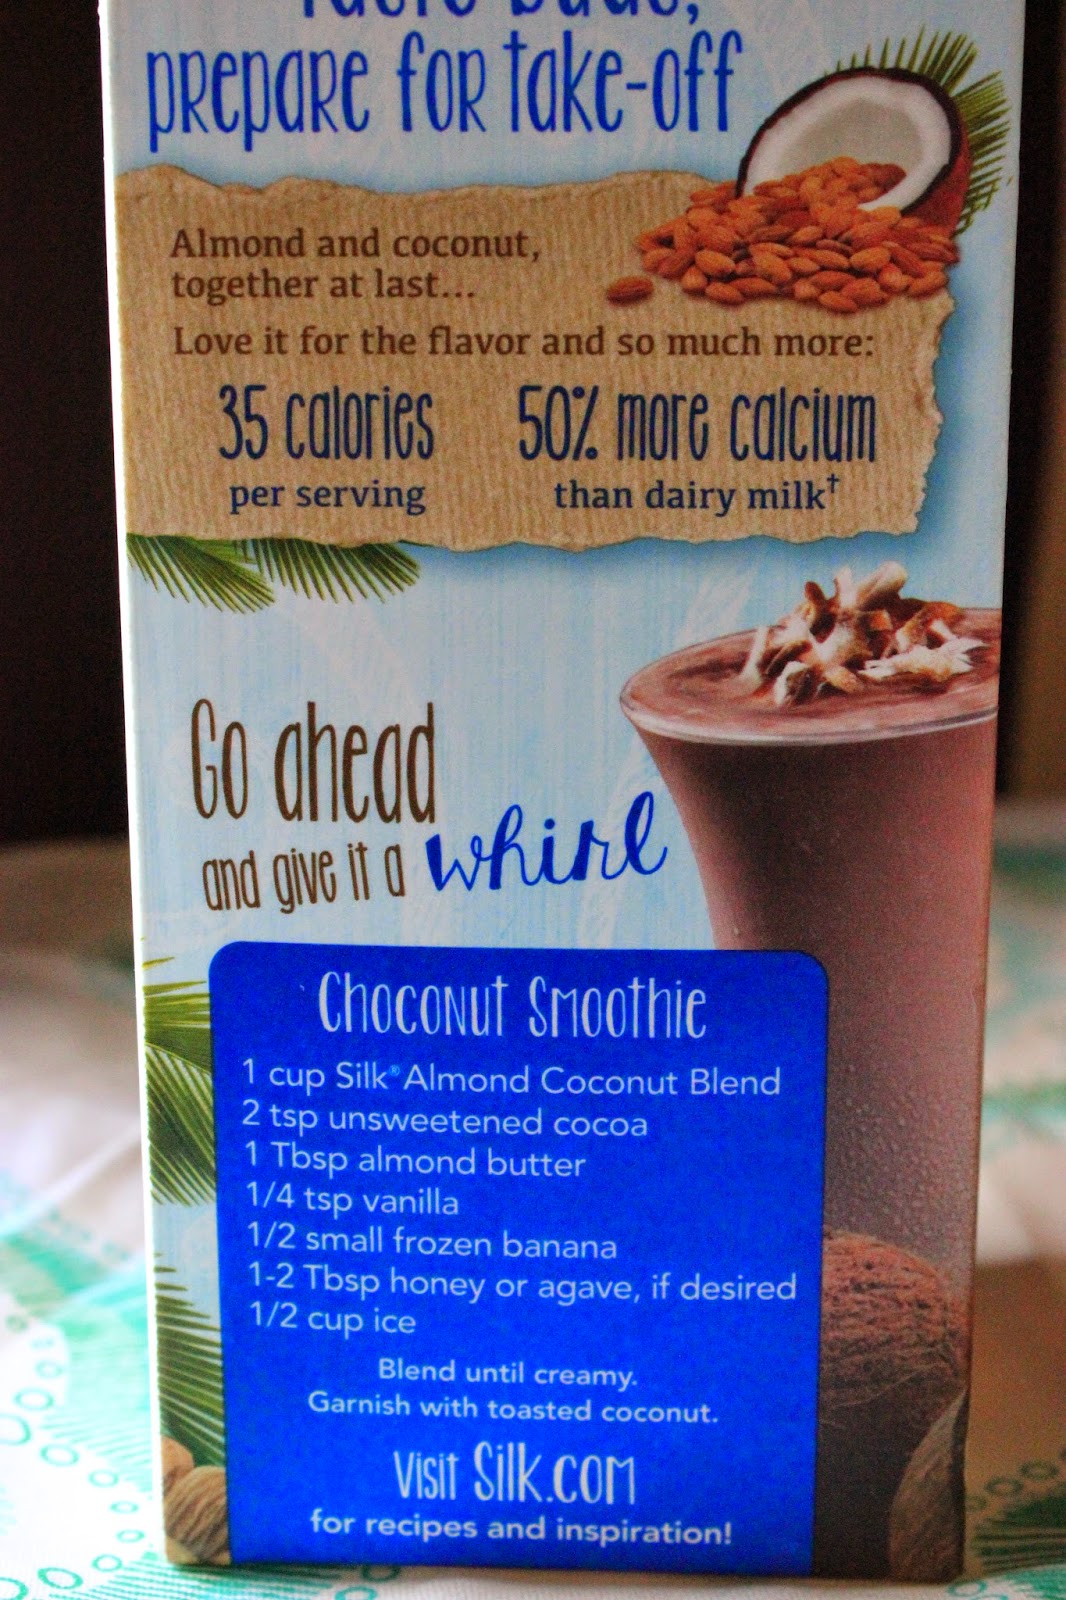 taste buds,
prepare for take-off
Almond and coconut,
together at last...
Love it for the flavor and so much more:
35 calories
per serving
50% more calcium
than dairy milk†
Go ahead
and give it a whirl
Choconut Smoothie
1 cup Silk® Almond Coconut Blend
2 tsp unsweetened cocoa
1 Tbsp almond butter
1/4 tsp vanilla
1/2 small frozen banana
1-2 Tbsp honey or agave, if desired
1/2 cup ice
Blend until creamy.
Garnish with toasted coconut.
Visit Silk.com
for recipes and inspiration!